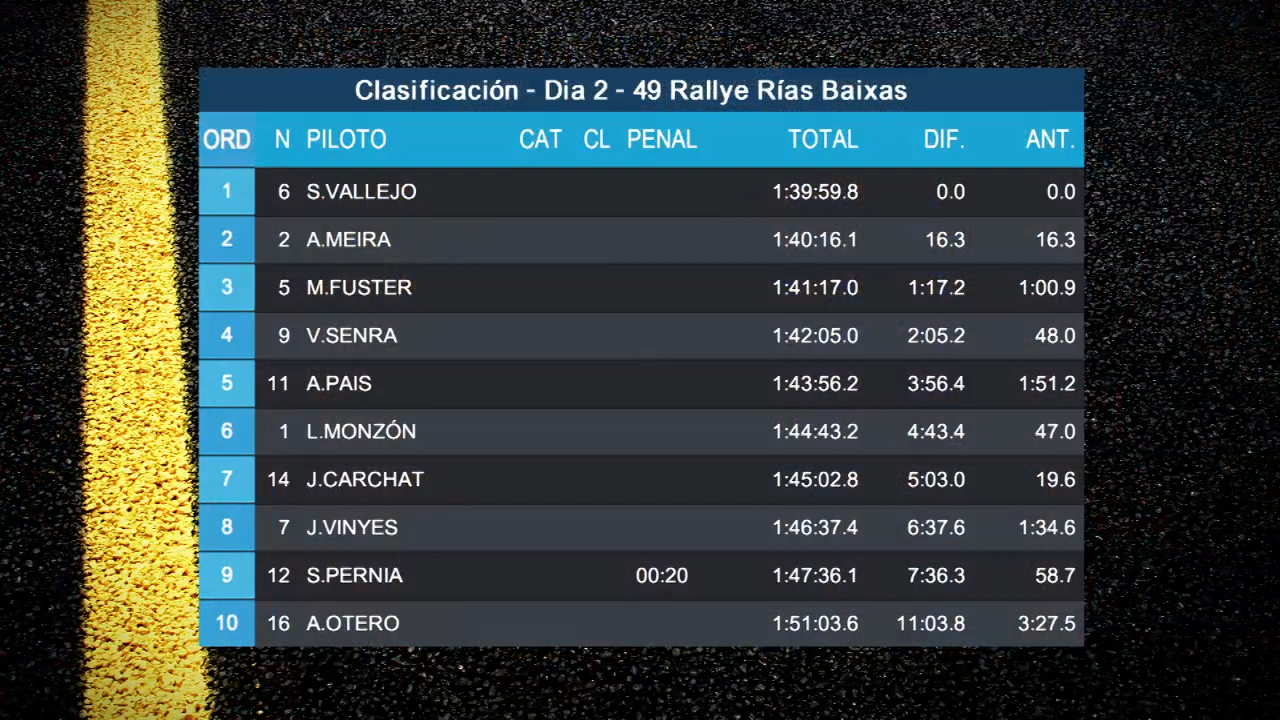 Clasificación - Dia 2 - 49 Rallye Rías Baixas
ORD N PILOTO CAT CL PENAL TOTAL DIF. ANT.
1 6 S.VALLEJO 1:39:59.8 0.0 0.0
2 2 A.MEIRA 1:40:16.1 16.3 16.3
3 5 M.FUSTER 1:41:17.0 1:17.2 1:00.9
4 9 V.SENRA 1:42:05.0 2:05.2 48.0
5 11 A.PAIS 1:43:56.2 3:56.4 1:51.2
6 1 L.MONZÓN 1:44:43.2 4:43.4 47.0
7 14 J.CARCHAT 1:45:02.8 5:03.0 19.6
8 7 J.VINYES 1:46:37.4 6:37.6 1:34.6
9 12 S.PERNIA 00:20 1:47:36.1 7:36.3 58.7
10 16 A.OTERO 1:51:03.6 11:03.8 3:27.5